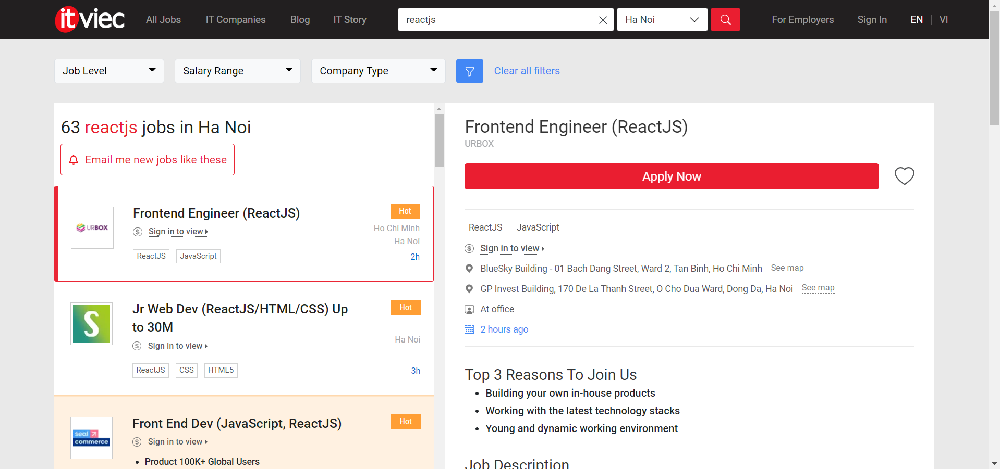 itviec
All Jobs
IT Companies
Blog
IT Story
reactjs
Ha Noi
For Employers
Sign In
EN | VI
Job Level
Salary Range
Company Type
Clear all filters
63 reactjs jobs in Ha Noi
Email me new jobs like these
URBOX
Frontend Engineer (ReactJS)
Hot
$ Sign in to view
Ho Chi Minh
Ha Noi
ReactJS
JavaScript
2h
S
Jr Web Dev (ReactJS/HTML/CSS) Up
to 30M
Hot
$ Sign in to view
Ha Noi
ReactJS
CSS
HTML5
3h
seal
commerce
Front End Dev (JavaScript, ReactJS)
Hot
$ Sign in to view
• Product 100K+ Global Users
Frontend Engineer (ReactJS)
URBOX
Apply Now
ReactJS
JavaScript
$ Sign in to view
BlueSky Building - 01 Bach Dang Street, Ward 2, Tan Binh, Ho Chi Minh See map
GP Invest Building, 170 De La Thanh Street, O Cho Dua Ward, Dong Da, Ha Noi See map
At office
2 hours ago
Top 3 Reasons To Join Us
• Building your own in-house products
• Working with the latest technology stacks
• Young and dynamic working environment
Job Description